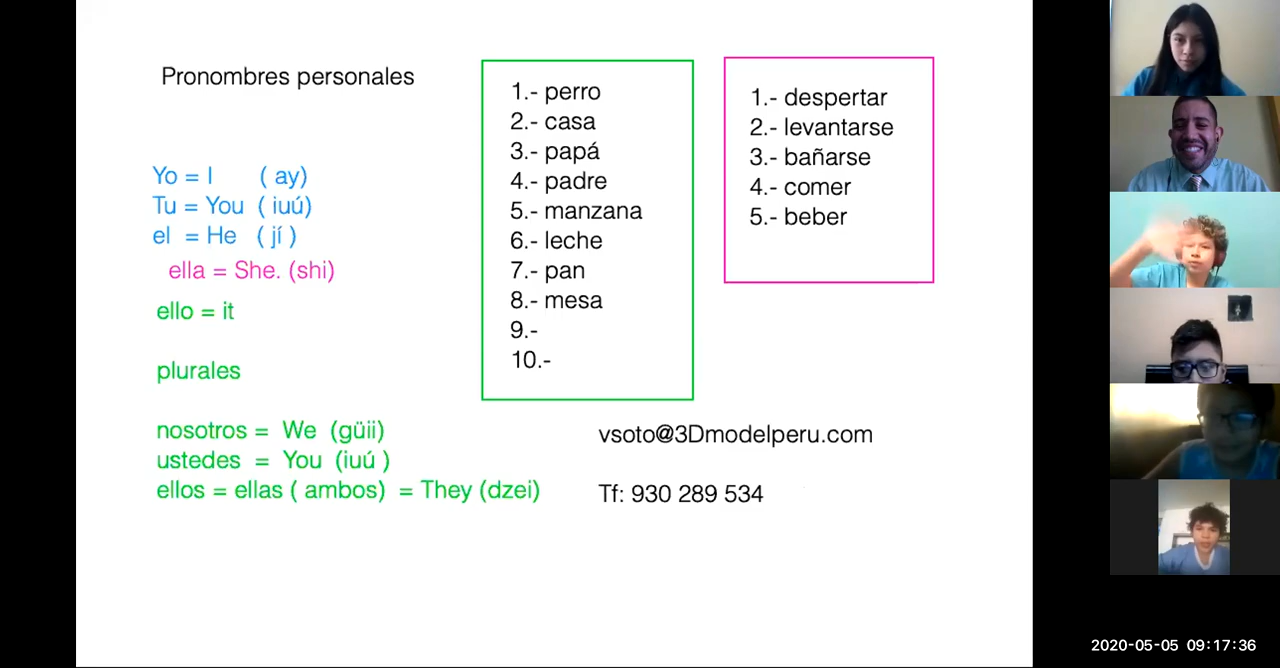 Pronombres personales
Yo = I ( ay)
Tu = You ( iuú)
el = He ( jí )
ella = She. (shi)
ello = it
plurales
nosotros = We (güii)
ustedes = You (iuú )
ellos = ellas ( ambos) = They (dzei)
1.- perro
2.- casa
3.- papá
4.- padre
5.- manzana
6.- leche
7.- pan
8.- mesa
9.-
10.-
1.- despertar
2.- levantarse
3.- bañarse
4.- comer
5.- beber
vsoto@3Dmodelperu.com
Tf: 930 289 534
2020-05-05 09:17:36